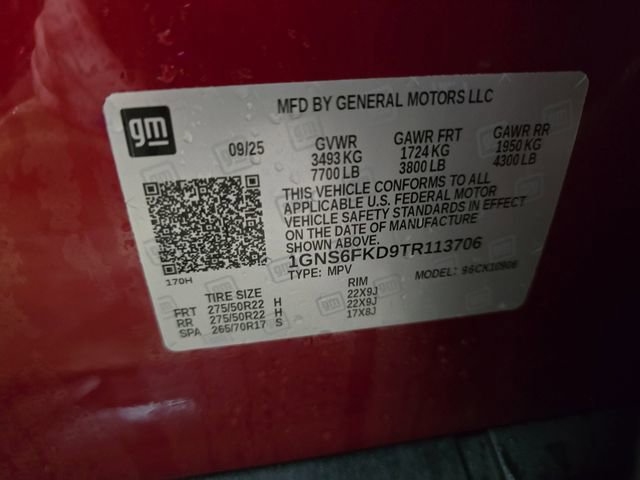 gm
MFD BY GENERAL MOTORS LLC
09/25
GVWR GAWR FRT GAWR RR
3493 KG 1724 KG 1950 KG
7700 LB 3800 LB 4300 LB
THIS VEHICLE CONFORMS TO ALL
APPLICABLE U.S. FEDERAL MOTOR
VEHICLE SAFETY STANDARDS IN EFFECT
ON THE DATE OF MANUFACTURE
SHOWN ABOVE.
1GNS6FKD9TR113706
TYPE: MPV MODEL:
170H
TIRE SIZE RIM
FRT 275/50R22 H 22X9J
RR 275/50R22 H 22X9J
SPA 265/70R17 S 17X8J